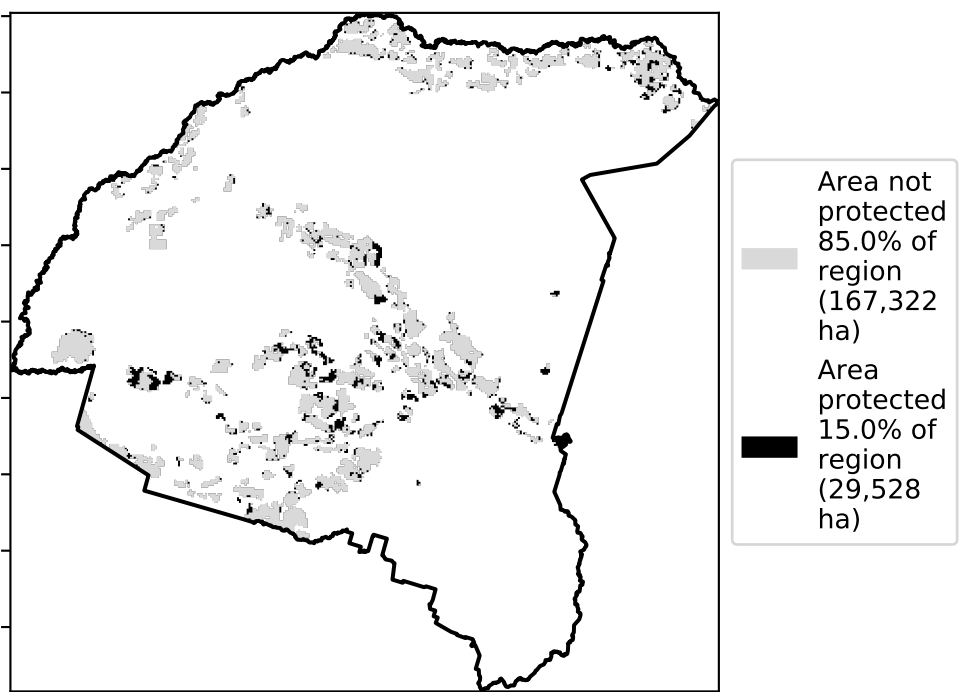 Area not
protected
85.0% of
region
(167,322
ha)
Area
protected
15.0% of
region
(29,528
ha)